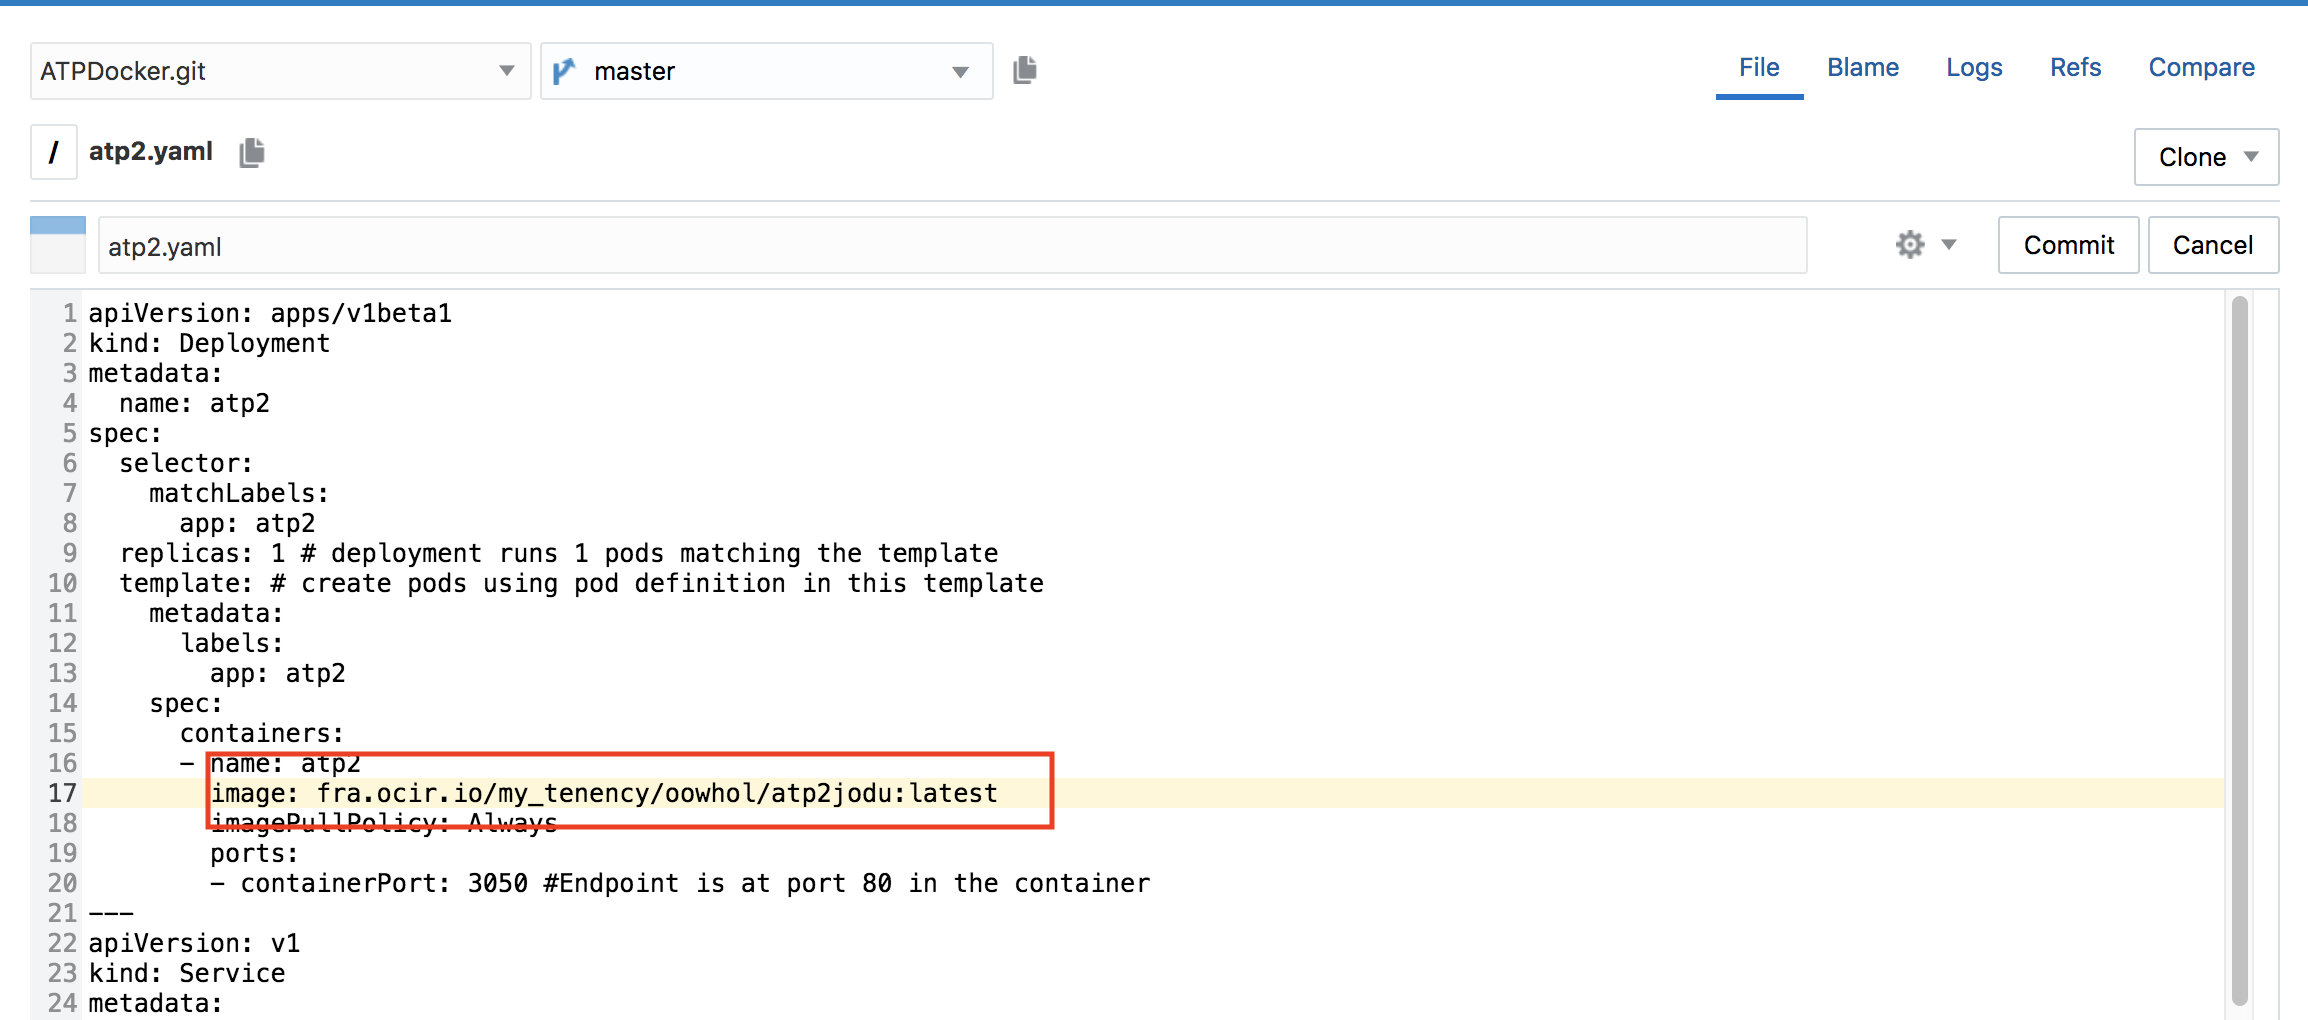 ATPDocker.git master File Blame Logs Refs Compare
/ atp2.yaml Clone
atp2.yaml Commit Cancel
1 apiVersion: apps/v1beta1
2 kind: Deployment
3 metadata:
4   name: atp2
5 spec:
6   selector:
7     matchLabels:
8       app: atp2
9   replicas: 1 # deployment runs 1 pods matching the template
10   template: # create pods using pod definition in this template
11     metadata:
12       labels:
13         app: atp2
14     spec:
15       containers:
16       - name: atp2
17         image: fra.ocir.io/my_tenency/oowhol/atp2jodu:latest
18         imagePullPolicy: Always
19         ports:
20         - containerPort: 3050 #Endpoint is at port 80 in the container
21 ---
22 apiVersion: v1
23 kind: Service
24 metadata: